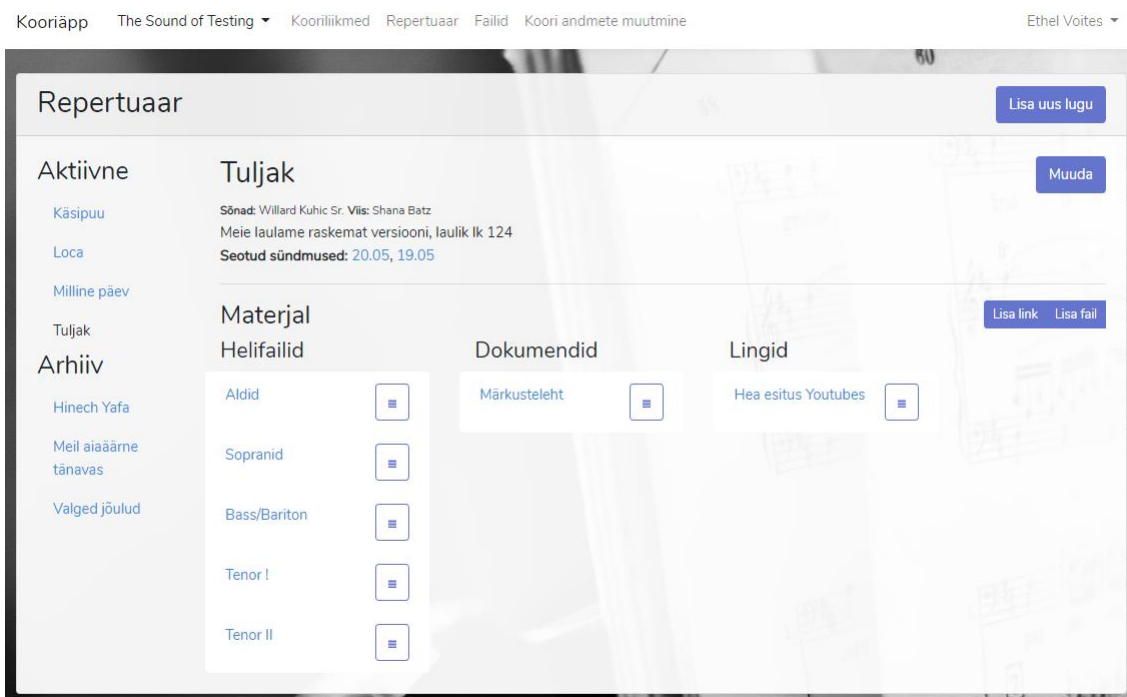 Kooriäpp The Sound of Testing Kooriliikmed Repertuaar Failid Koori andmete muutmine Ethel Voites
60
Repertuaar
Lisa uus lugu
Aktiivne
Käsipuu
Loca
Milline päev
Tuljak
Arhiiv
Hinech Yafa
Meil aiaäärne
tänavas
Valged jõulud
Tuljak
Muuda
Sõnad: Willard Kuhic Sr. Viis: Shana Batz
Meie laulame raskemat versiooni, laulik lk 124
Seotud sündmused: 20.05, 19.05
Materjal
Lisa link Lisa fail
Helifailid
Aldid
Sopranid
Bass/Bariton
Tenor I
Tenor II
Dokumendid
Märkusteleht
Lingid
Hea esitus Youtubes